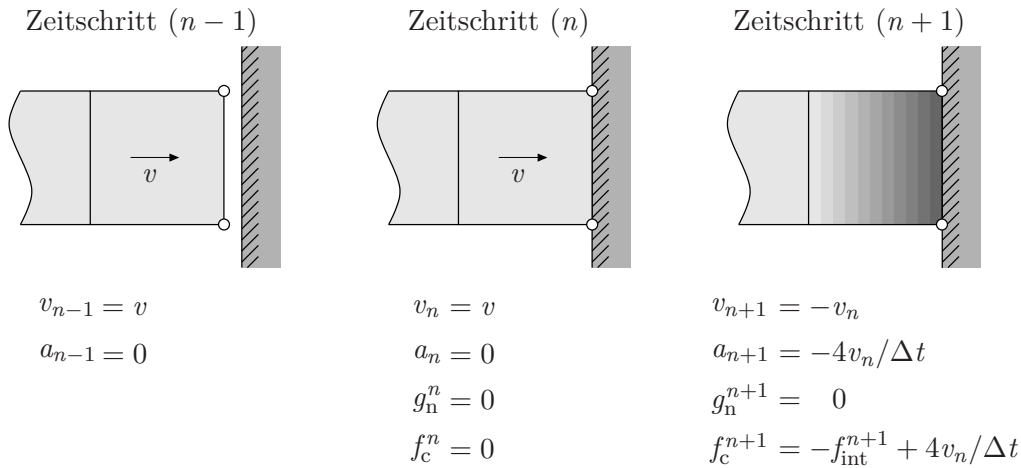 Zeitschritt (n − 1) Zeitschritt (n) Zeitschritt (n + 1)
v v
v_{n−1} = v v_n = v v_{n+1} = −v_n
a_{n−1} = 0 a_n = 0 a_{n+1} = −4v_n/Δt
g_n^n = 0 g_n^{n+1} = 0
f_c^n = 0 f_c^{n+1} = −f_int^{n+1} + 4v_n/Δt